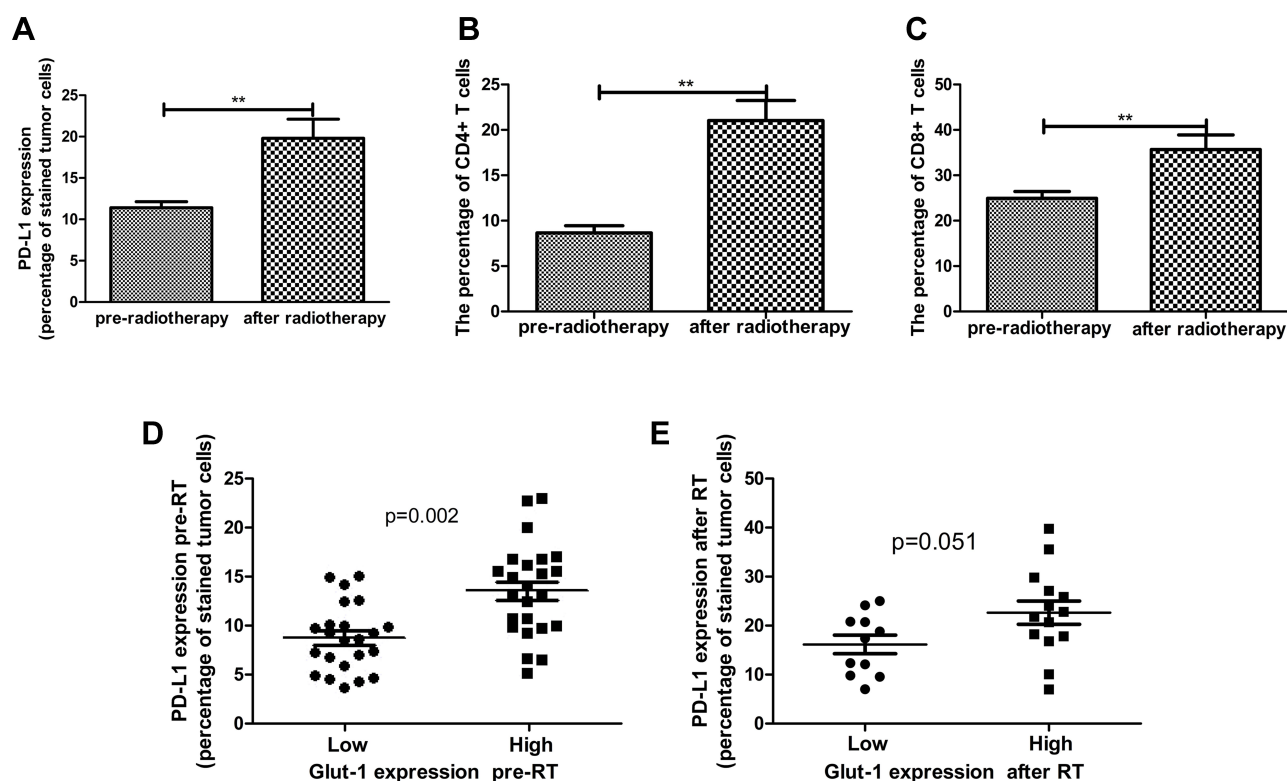 A
PD-L1 expression
(percentage of stained tumor cells)
25
20
15
10
5
0
**
pre-radiotherapy
after radiotherapy
B
The percentage of CD4+ T cells
25
20
15
10
5
0
**
pre-radiotherapy
after radiotherapy
C
The percentage of CD8+ T cells
50
40
30
20
10
0
**
pre-radiotherapy
after radiotherapy
D
PD-L1 expression pre-RT
(percentage of stained tumor cells)
25
20
15
10
5
0
p=0.002
Low
High
Glut-1 expression pre-RT
E
PD-L1 expression after RT
(percentage of stained tumor cells)
50
40
30
20
10
0
p=0.051
Low
High
Glut-1 expression after RT